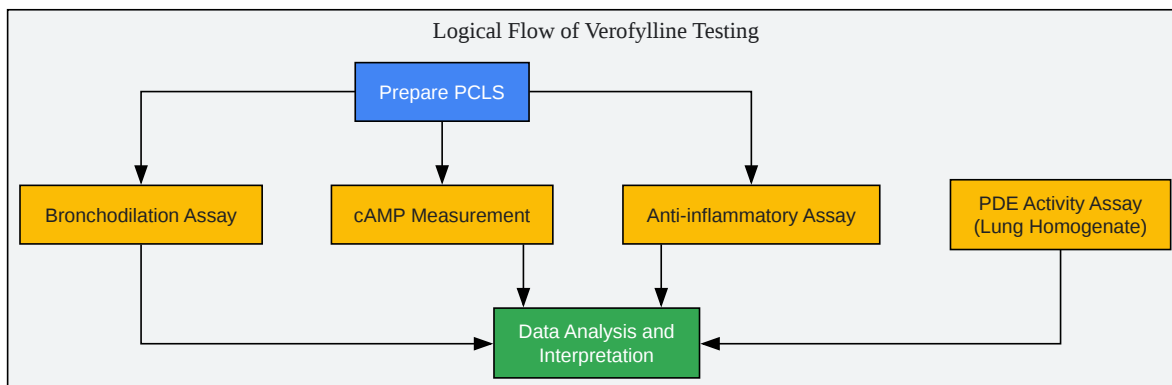 Logical Flow of Verofylline Testing
Prepare PCLS
Bronchodilation Assay
cAMP Measurement
Anti-inflammatory Assay
PDE Activity Assay
(Lung Homogenate)
Data Analysis and
Interpretation